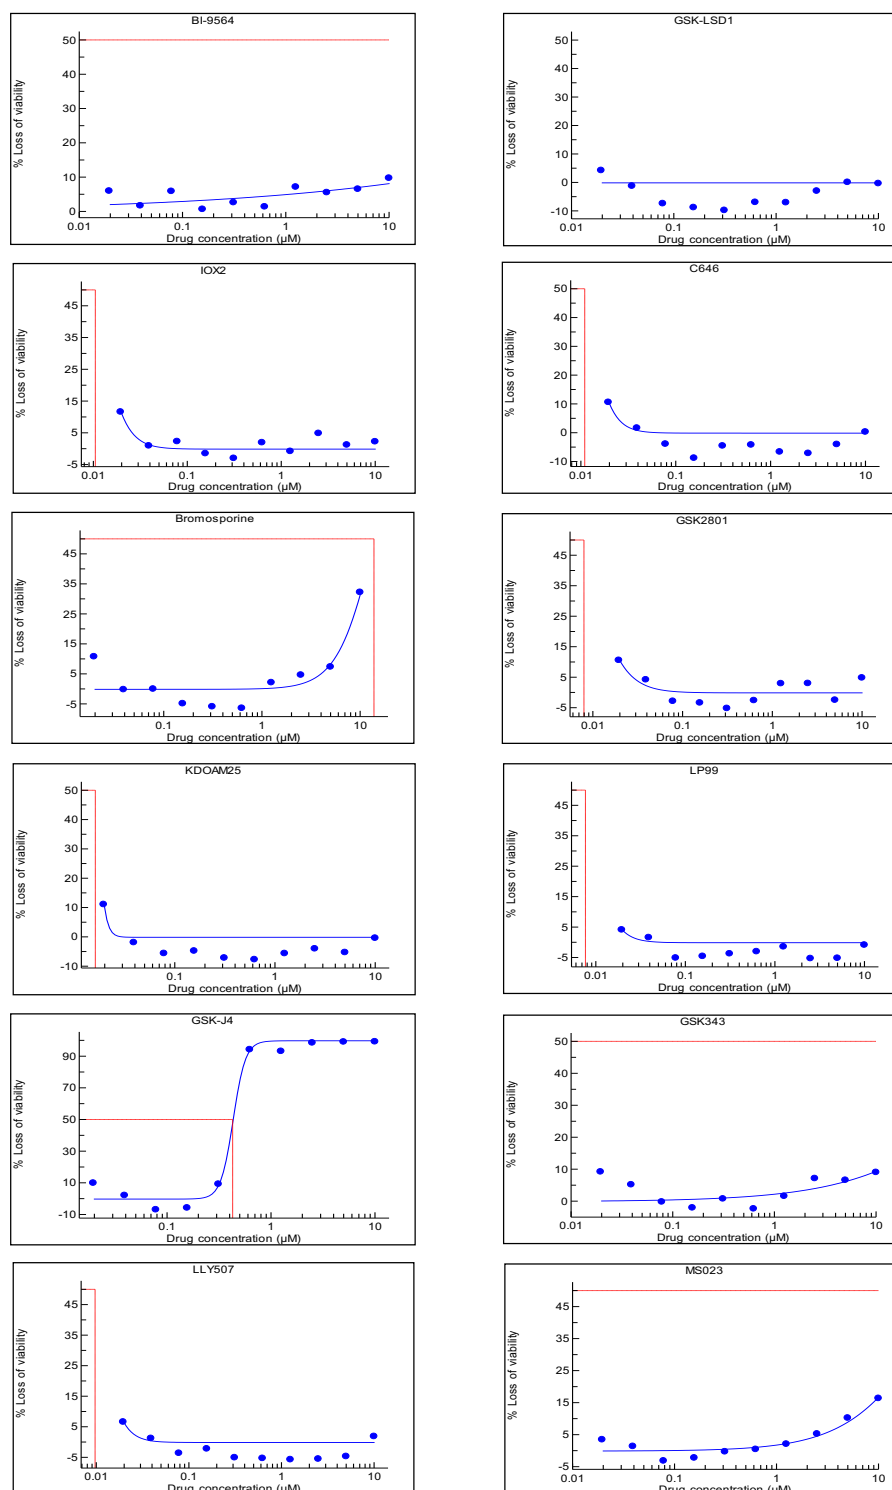 BI-9564
% Loss of viability
50
40
30
20
10
0
0.01 0.1 1 10
Drug concentration (µM)
GSK-LSD1
% Loss of viability
50
40
30
20
10
0
-10
0.01 0.1 1 10
Drug concentration (µM)
IOX2
% Loss of viability
45
35
25
15
5
-5
0.01 0.1 1 10
Drug concentration (µM)
C646
% Loss of viability
50
40
30
20
10
0
-10
0.01 0.1 1 10
Drug concentration (µM)
Bromosporine
% Loss of viability
45
35
25
15
5
-5
0.1 1 10
Drug concentration (µM)
GSK2801
% Loss of viability
45
35
25
15
5
-5
0.01 0.1 1 10
Drug concentration (µM)
KDOAM25
% Loss of viability
50
40
30
20
10
0
-10
0.1 1 10
Drug concentration (µM)
LP99
% Loss of viability
45
35
25
15
5
-5
0.01 0.1 1 10
Drug concentration (µM)
GSK-J4
% Loss of viability
90
70
50
30
10
-10
0.1 1 10
Drug concentration (µM)
GSK343
% Loss of viability
50
40
30
20
10
0
0.01 0.1 1 10
Drug concentration (µM)
LLY507
% Loss of viability
45
35
25
15
5
-5
0.01 0.1 1 10
Drug concentration (µM)
MS023
% Loss of viability
45
35
25
15
5
-5
0.01 0.1 1 10
Drug concentration (µM)